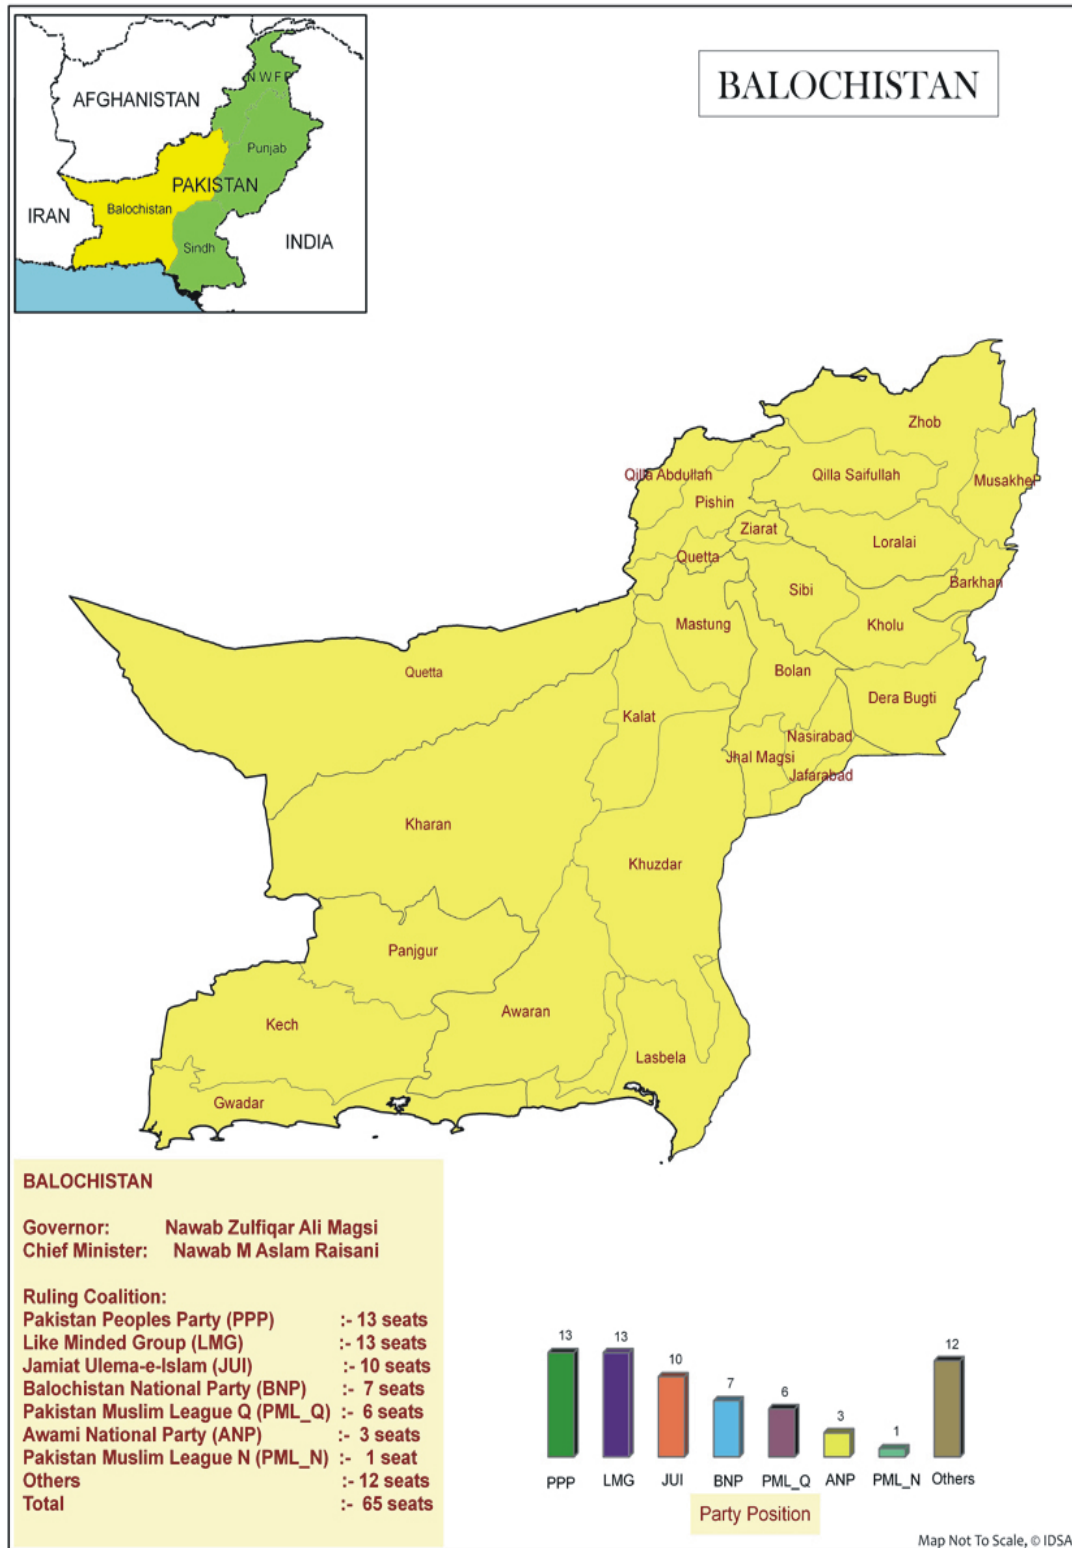 BALOCHISTAN
N W F P
AFGHANISTAN
Punjab
PAKISTAN
Balochistan
IRAN
Sindh
INDIA
Zhob
Qilla Abdullah
Qilla Saifullah
Musakhel
Pishin
Ziarat
Loralai
Quetta
Barkhan
Sibi
Mastung
Kholu
Quetta
Bolan
Dera Bugti
Kalat
Nasirabad
Jhal Magsi
Jafarabad
Kharan
Khuzdar
Panjgur
Awaran
Kech
Lasbela
Gwadar
BALOCHISTAN
Governor: Nawab Zulfiqar Ali Magsi
Chief Minister: Nawab M Aslam Raisani
Ruling Coalition:
Pakistan Peoples Party (PPP) :- 13 seats
Like Minded Group (LMG) :- 13 seats
Jamiat Ulema-e-Islam (JUI) :- 10 seats
Balochistan National Party (BNP) :- 7 seats
Pakistan Muslim League Q (PML_Q) :- 6 seats
Awami National Party (ANP) :- 3 seats
Pakistan Muslim League N (PML_N) :- 1 seat
Others :- 12 seats
Total :- 65 seats
13 13 10 7 6 3 1 12
PPP LMG JUI BNP PML_Q ANP PML_N Others
Party Position
Map Not To Scale, © IDSA